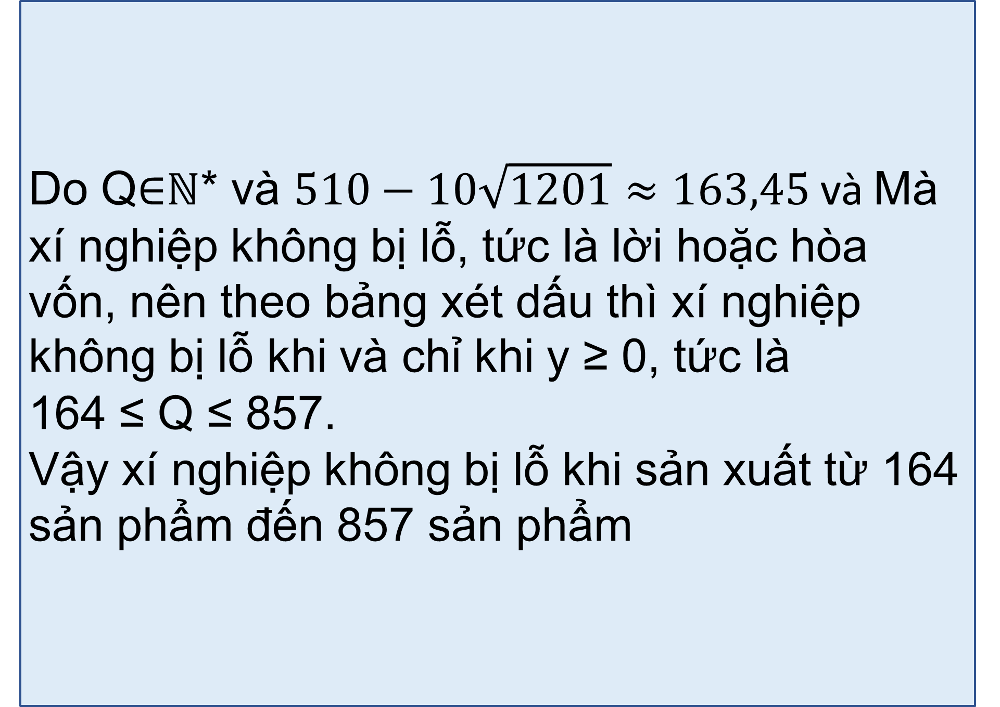 Do Q∈ℕ* và 510 − 10√1201 ≈ 163,45 và Mà
xí nghiệp không bị lỗ, tức là lời hoặc hòa
vốn, nên theo bảng xét dấu thì xí nghiệp
không bị lỗ khi và chỉ khi y ≥ 0, tức là
164 ≤ Q ≤ 857.
Vậy xí nghiệp không bị lỗ khi sản xuất từ 164
sản phẩm đến 857 sản phẩm